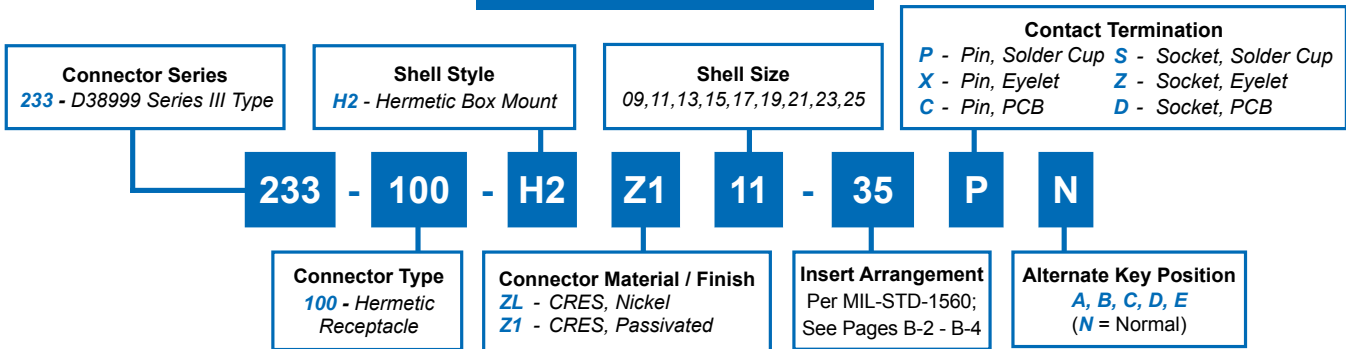 Connector Series
233 - D38999 Series III Type
Shell Style
H2 - Hermetic Box Mount
Shell Size
09,11,13,15,17,19,21,23,25
Contact Termination
P - Pin, Solder Cup S - Socket, Solder Cup
X - Pin, Eyelet Z - Socket, Eyelet
C - Pin, PCB D - Socket, PCB
233 - 100 - H2 Z1 11 - 35 P N
Connector Type
100 - Hermetic
Receptacle
Connector Material / Finish
ZL - CRES, Nickel
Z1 - CRES, Passivated
Insert Arrangement
Per MIL-STD-1560;
See Pages B-2 - B-4
Alternate Key Position
A, B, C, D, E
(N = Normal)